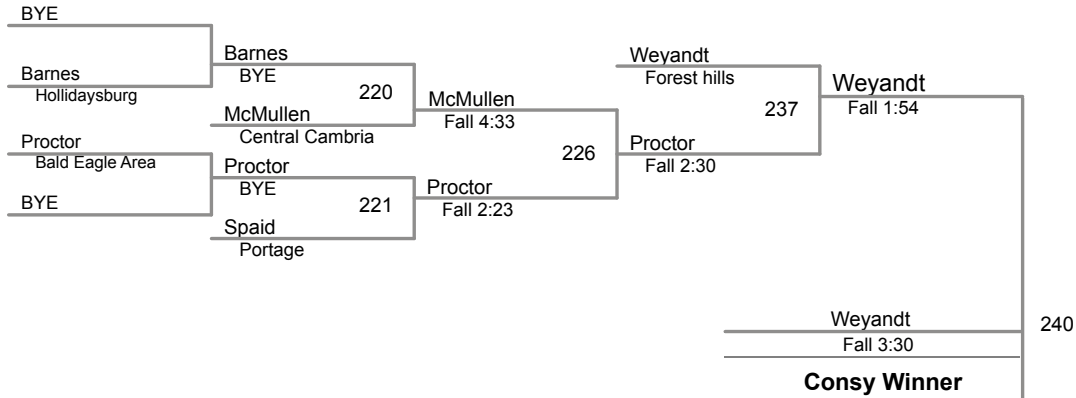 BYE
Barnes
Hollidaysburg
Proctor
Bald Eagle Area
BYE
Barnes
BYE
220
McMullen
Central Cambria
Proctor
BYE
221
Spaid
Portage
McMullen
Fall 4:33
226
Proctor
Fall 2:23
Weyandt
Forest hills
237
Proctor
Fall 2:30
Weyandt
Fall 1:54
Weyandt
240
Fall 3:30
Consy Winner